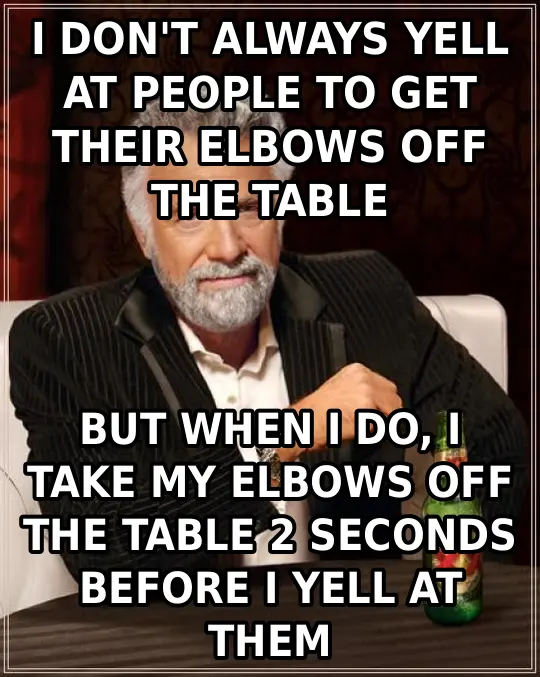 I DON'T ALWAYS YELL
AT PEOPLE TO GET
THEIR ELBOWS OFF
THE TABLE
BUT WHEN I DO, I
TAKE MY ELBOWS OFF
THE TABLE 2 SECONDS
BEFORE I YELL AT
THEM